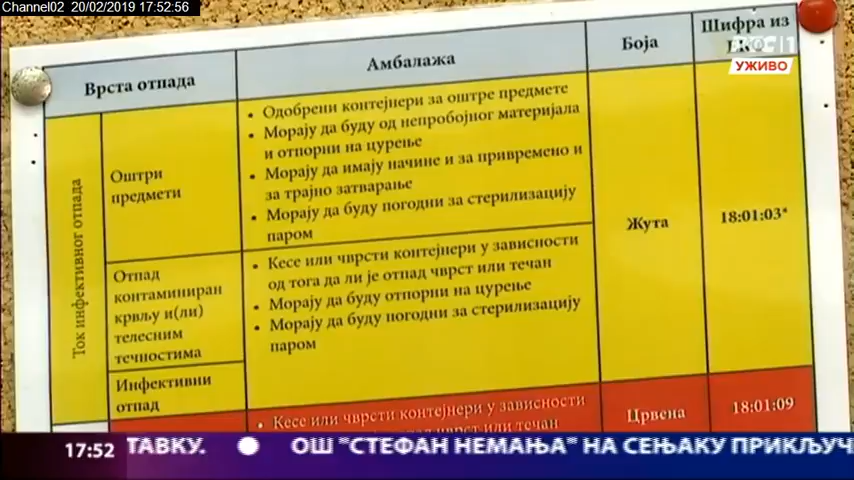 Channel02 20/02/2019 17:52:56
Врста отпада
Амбалажа
Боја
Шифра из
УЖИВО
Ток инфективног отпада
Оштри
предмети
• Одобрени контејнери за оштре предмете
• Морају да буду од непробојног материјала
и отпорни на цурење
• Морају да имају начине и за привремено и
за трајно затварање
• Морају да буду погодни за стерилизацију
паром
Жута
18:01:03*
Отпад
контаминиран
крвљу и(ли)
телесним
течностима
• Кесе или чврсти контејнери у зависности
од тога да ли је отпад чврст или течан
• Морају да буду отпорни на цурење
• Морају да буду погодни за стерилизацију
паром
Инфективни
отпад
• Кесе или чврсти контејнери у зависности
отпад чврст или течан
Црвена
18:01:09
17:52 ТАВКУ. ● ОШ "СТЕФАН НЕМАЊА" НА СЕЊАКУ ПРИКЉУЧ